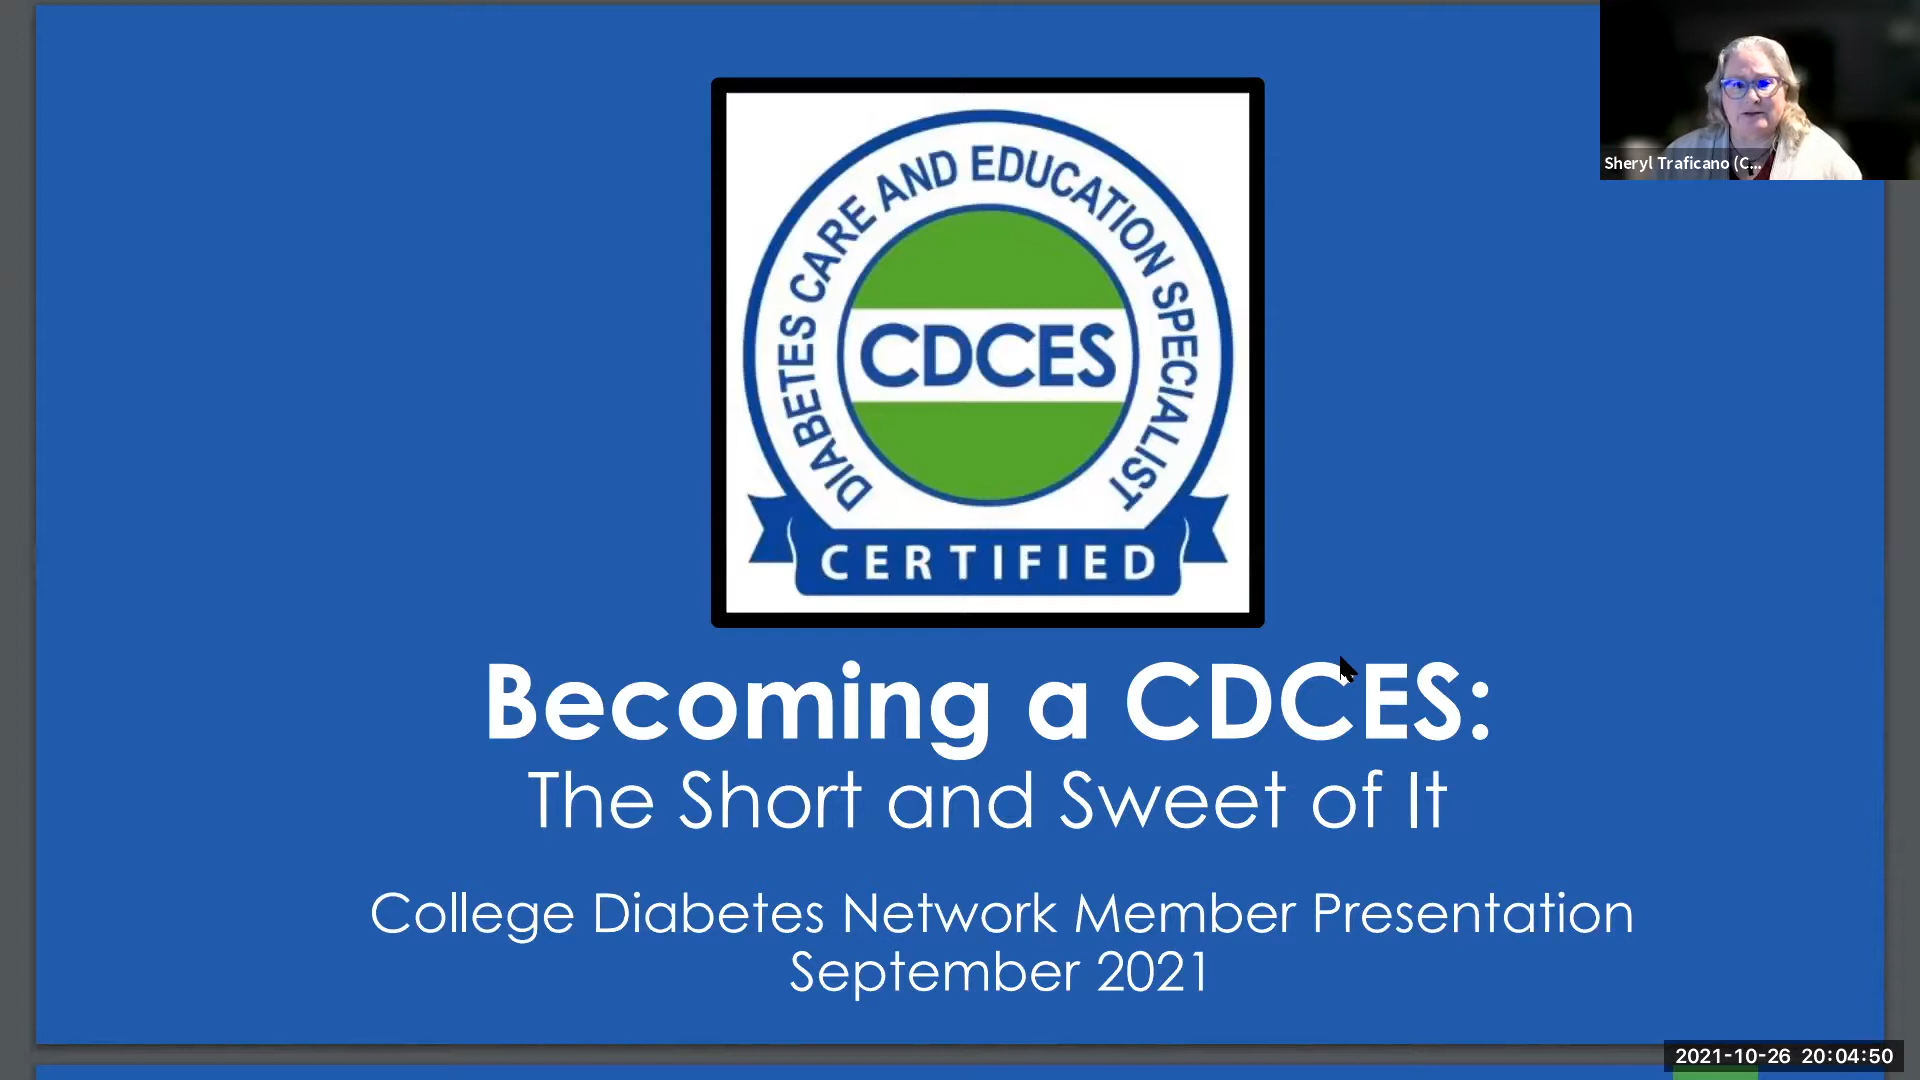 DIABETES CARE AND EDUCATION SPECIALIST
CDCES
CERTIFIED
Sheryl Traficano (C...
Becoming a CDCES:
The Short and Sweet of It
College Diabetes Network Member Presentation
September 2021
2021-10-26 20:04:50